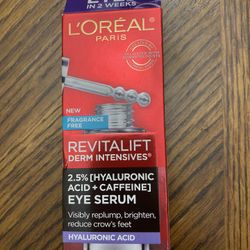 IN 2 WEEKS
L'ORÉAL
PARIS
NEW
FRAGRANCE
FREE
REVITALIFT
DERM INTENSIVES®
2.5% [HYALURONIC
ACID + CAFFEINE]
EYE SERUM
Visibly replump, brighten,
reduce crow's feet
HYALURONIC ACID